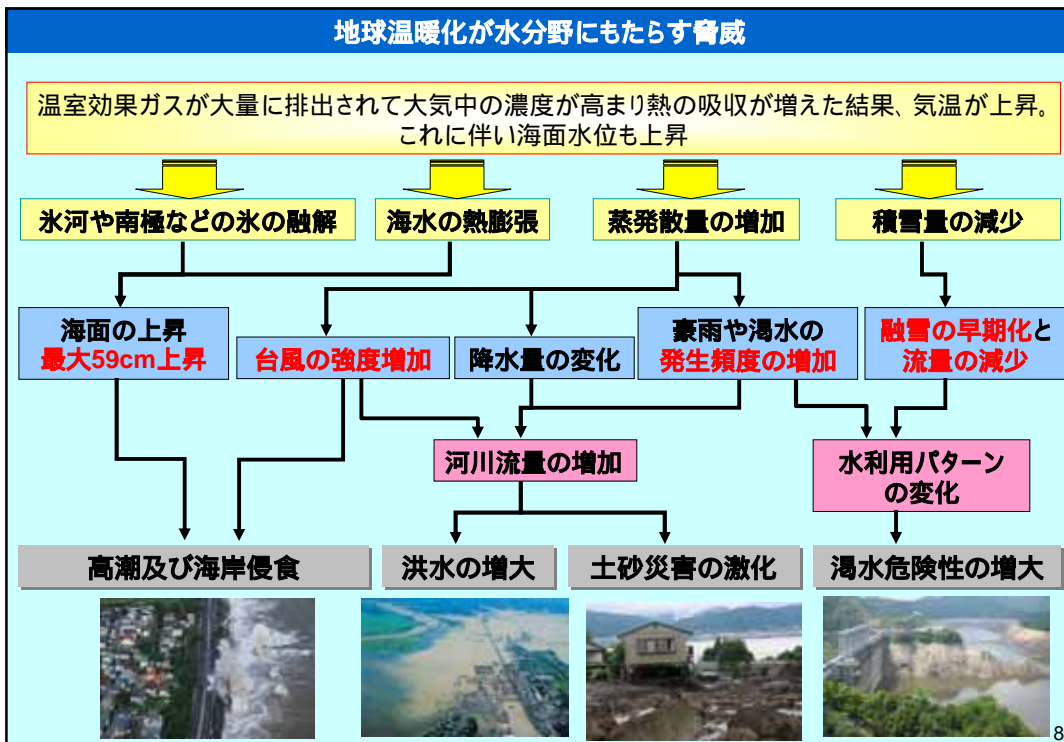 地球温暖化が水分野にもたらす脅威
温室効果ガスが大量に排出されて大気中の濃度が高まり熱の吸収が増えた結果、気温が上昇。
これに伴い海面水位も上昇
氷河や南極などの氷の融解
海水の熱膨張
蒸発散量の増加
積雪量の減少
海面の上昇
最大59cm上昇
台風の強度増加
降水量の変化
豪雨や渇水の
発生頻度の増加
融雪の早期化と
流量の減少
河川流量の増加
水利用パターン
の変化
高潮及び海岸侵食
洪水の増大
土砂災害の激化
渇水危険性の増大
8